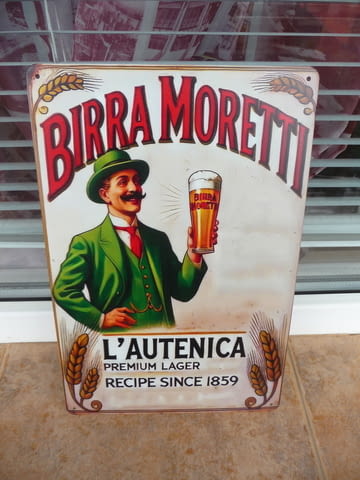 BIRRA MORETTI
BIRRA
MORETTI
L'AUTENICA
PREMIUM LAGER
RECIPE SINCE 1859